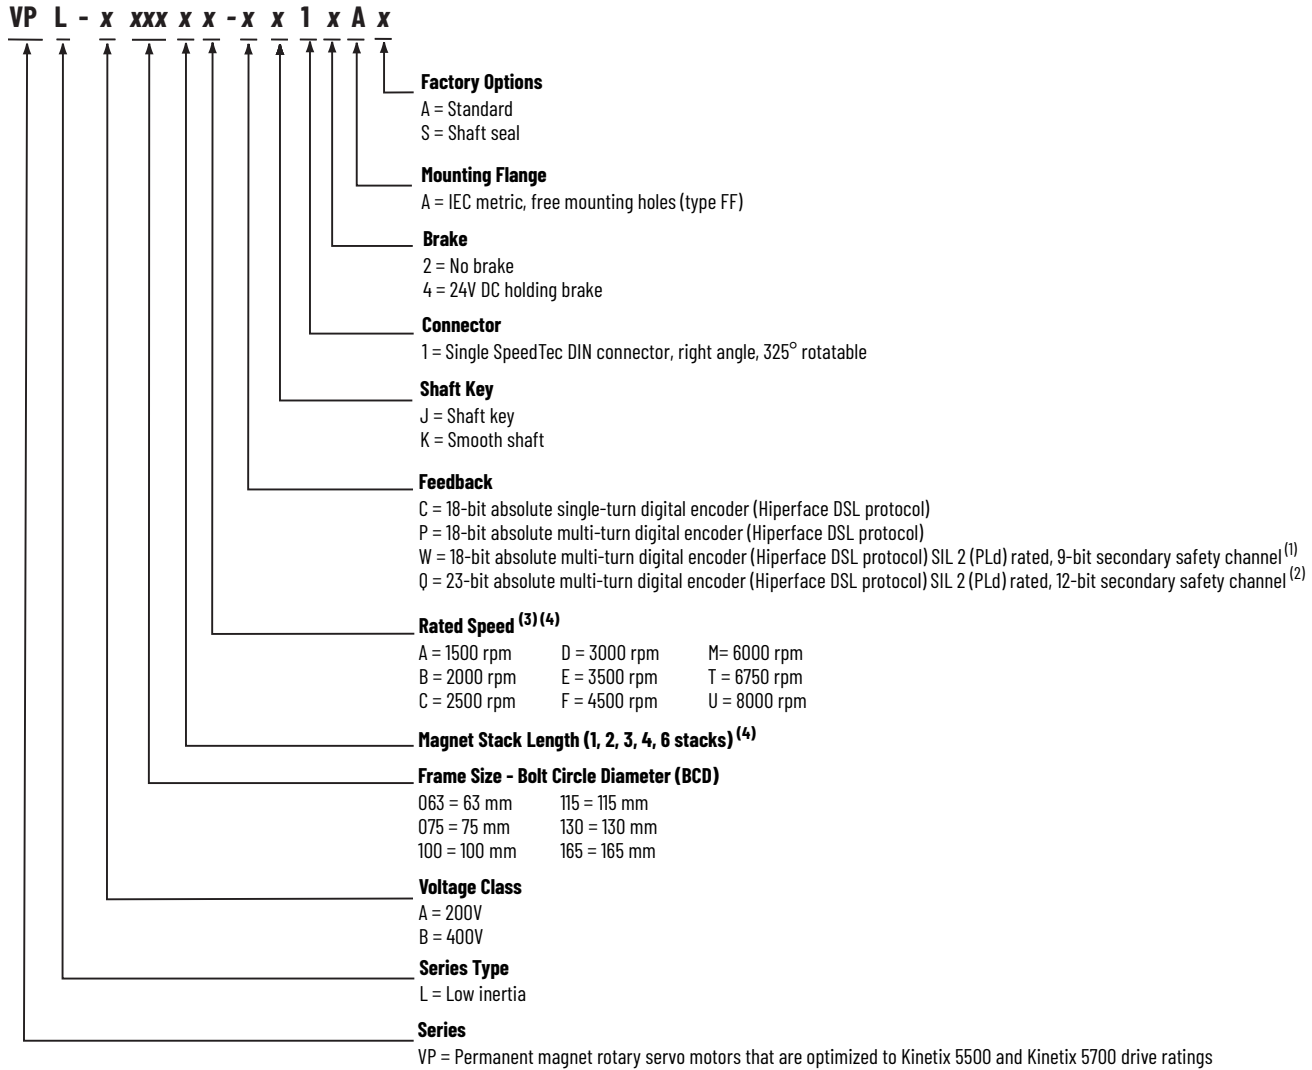 VP L - x xxx x x - x x 1 x A x
Factory Options
A = Standard
S = Shaft seal
Mounting Flange
A = IEC metric, free mounting holes (type FF)
Brake
2 = No brake
4 = 24V DC holding brake
Connector
1 = Single SpeedTec DIN connector, right angle, 325° rotatable
Shaft Key
J = Shaft key
K = Smooth shaft
Feedback
C = 18-bit absolute single-turn digital encoder (Hiperface DSL protocol)
P = 18-bit absolute multi-turn digital encoder (Hiperface DSL protocol)
W = 18-bit absolute multi-turn digital encoder (Hiperface DSL protocol) SIL 2 (PLd) rated, 9-bit secondary safety channel (1)
Q = 23-bit absolute multi-turn digital encoder (Hiperface DSL protocol) SIL 2 (PLd) rated, 12-bit secondary safety channel (2)
Rated Speed (3) (4)
A = 1500 rpm D = 3000 rpm M= 6000 rpm
B = 2000 rpm E = 3500 rpm T = 6750 rpm
C = 2500 rpm F = 4500 rpm U = 8000 rpm
Magnet Stack Length (1, 2, 3, 4, 6 stacks) (4)
Frame Size - Bolt Circle Diameter (BCD)
063 = 63 mm 115 = 115 mm
075 = 75 mm 130 = 130 mm
100 = 100 mm 165 = 165 mm
Voltage Class
A = 200V
B = 400V
Series Type
L = Low inertia
Series
VP = Permanent magnet rotary servo motors that are optimized to Kinetix 5500 and Kinetix 5700 drive ratings